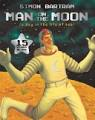 SIMON BARTRAM
MAN ON THE
MOON
a day in the life of Bob
15